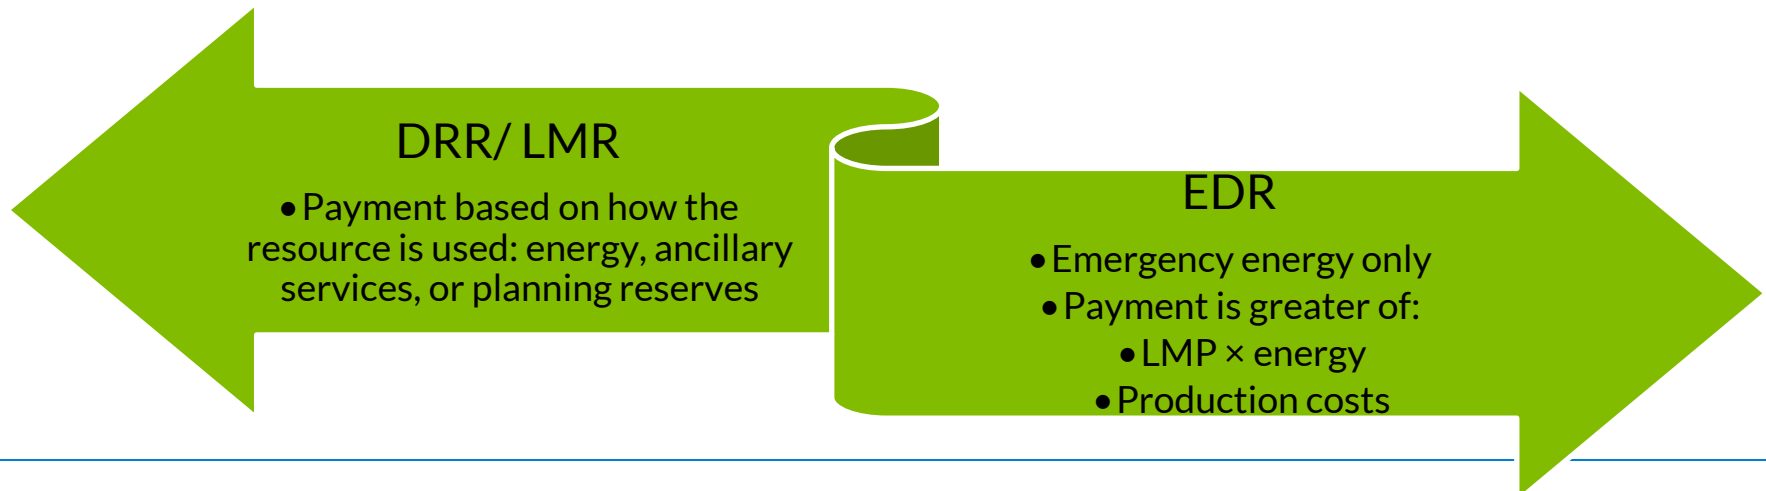 DRR/ LMR
•Payment based on how the
resource is used: energy, ancillary
services, or planning reserves
EDR
•Emergency energy only
•Payment is greater of:
•LMP × energy
•Production costs